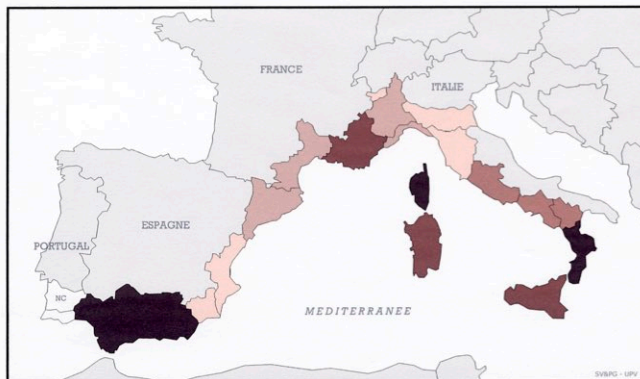 FRANCE
ITALIE
ESPAGNE
PORTUGAL
NC
MEDITERRANEE
SV&PG - UPV